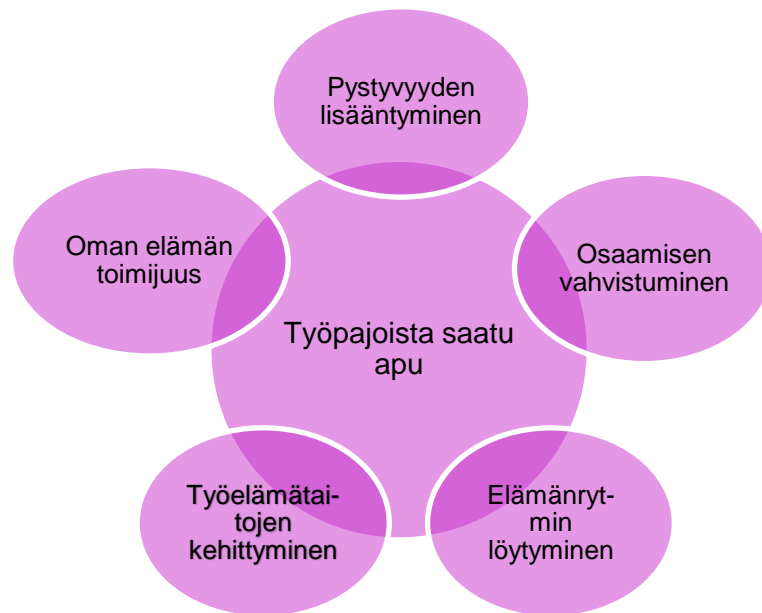 Pystyvyyden
lisääntyminen
Oman elämän
toimijuus
Osaamisen
vahvistuminen
Työpajoista saatu
apu
Työelämätai-
tojen
kehittyminen
Elämänryt-
min
löytyminen